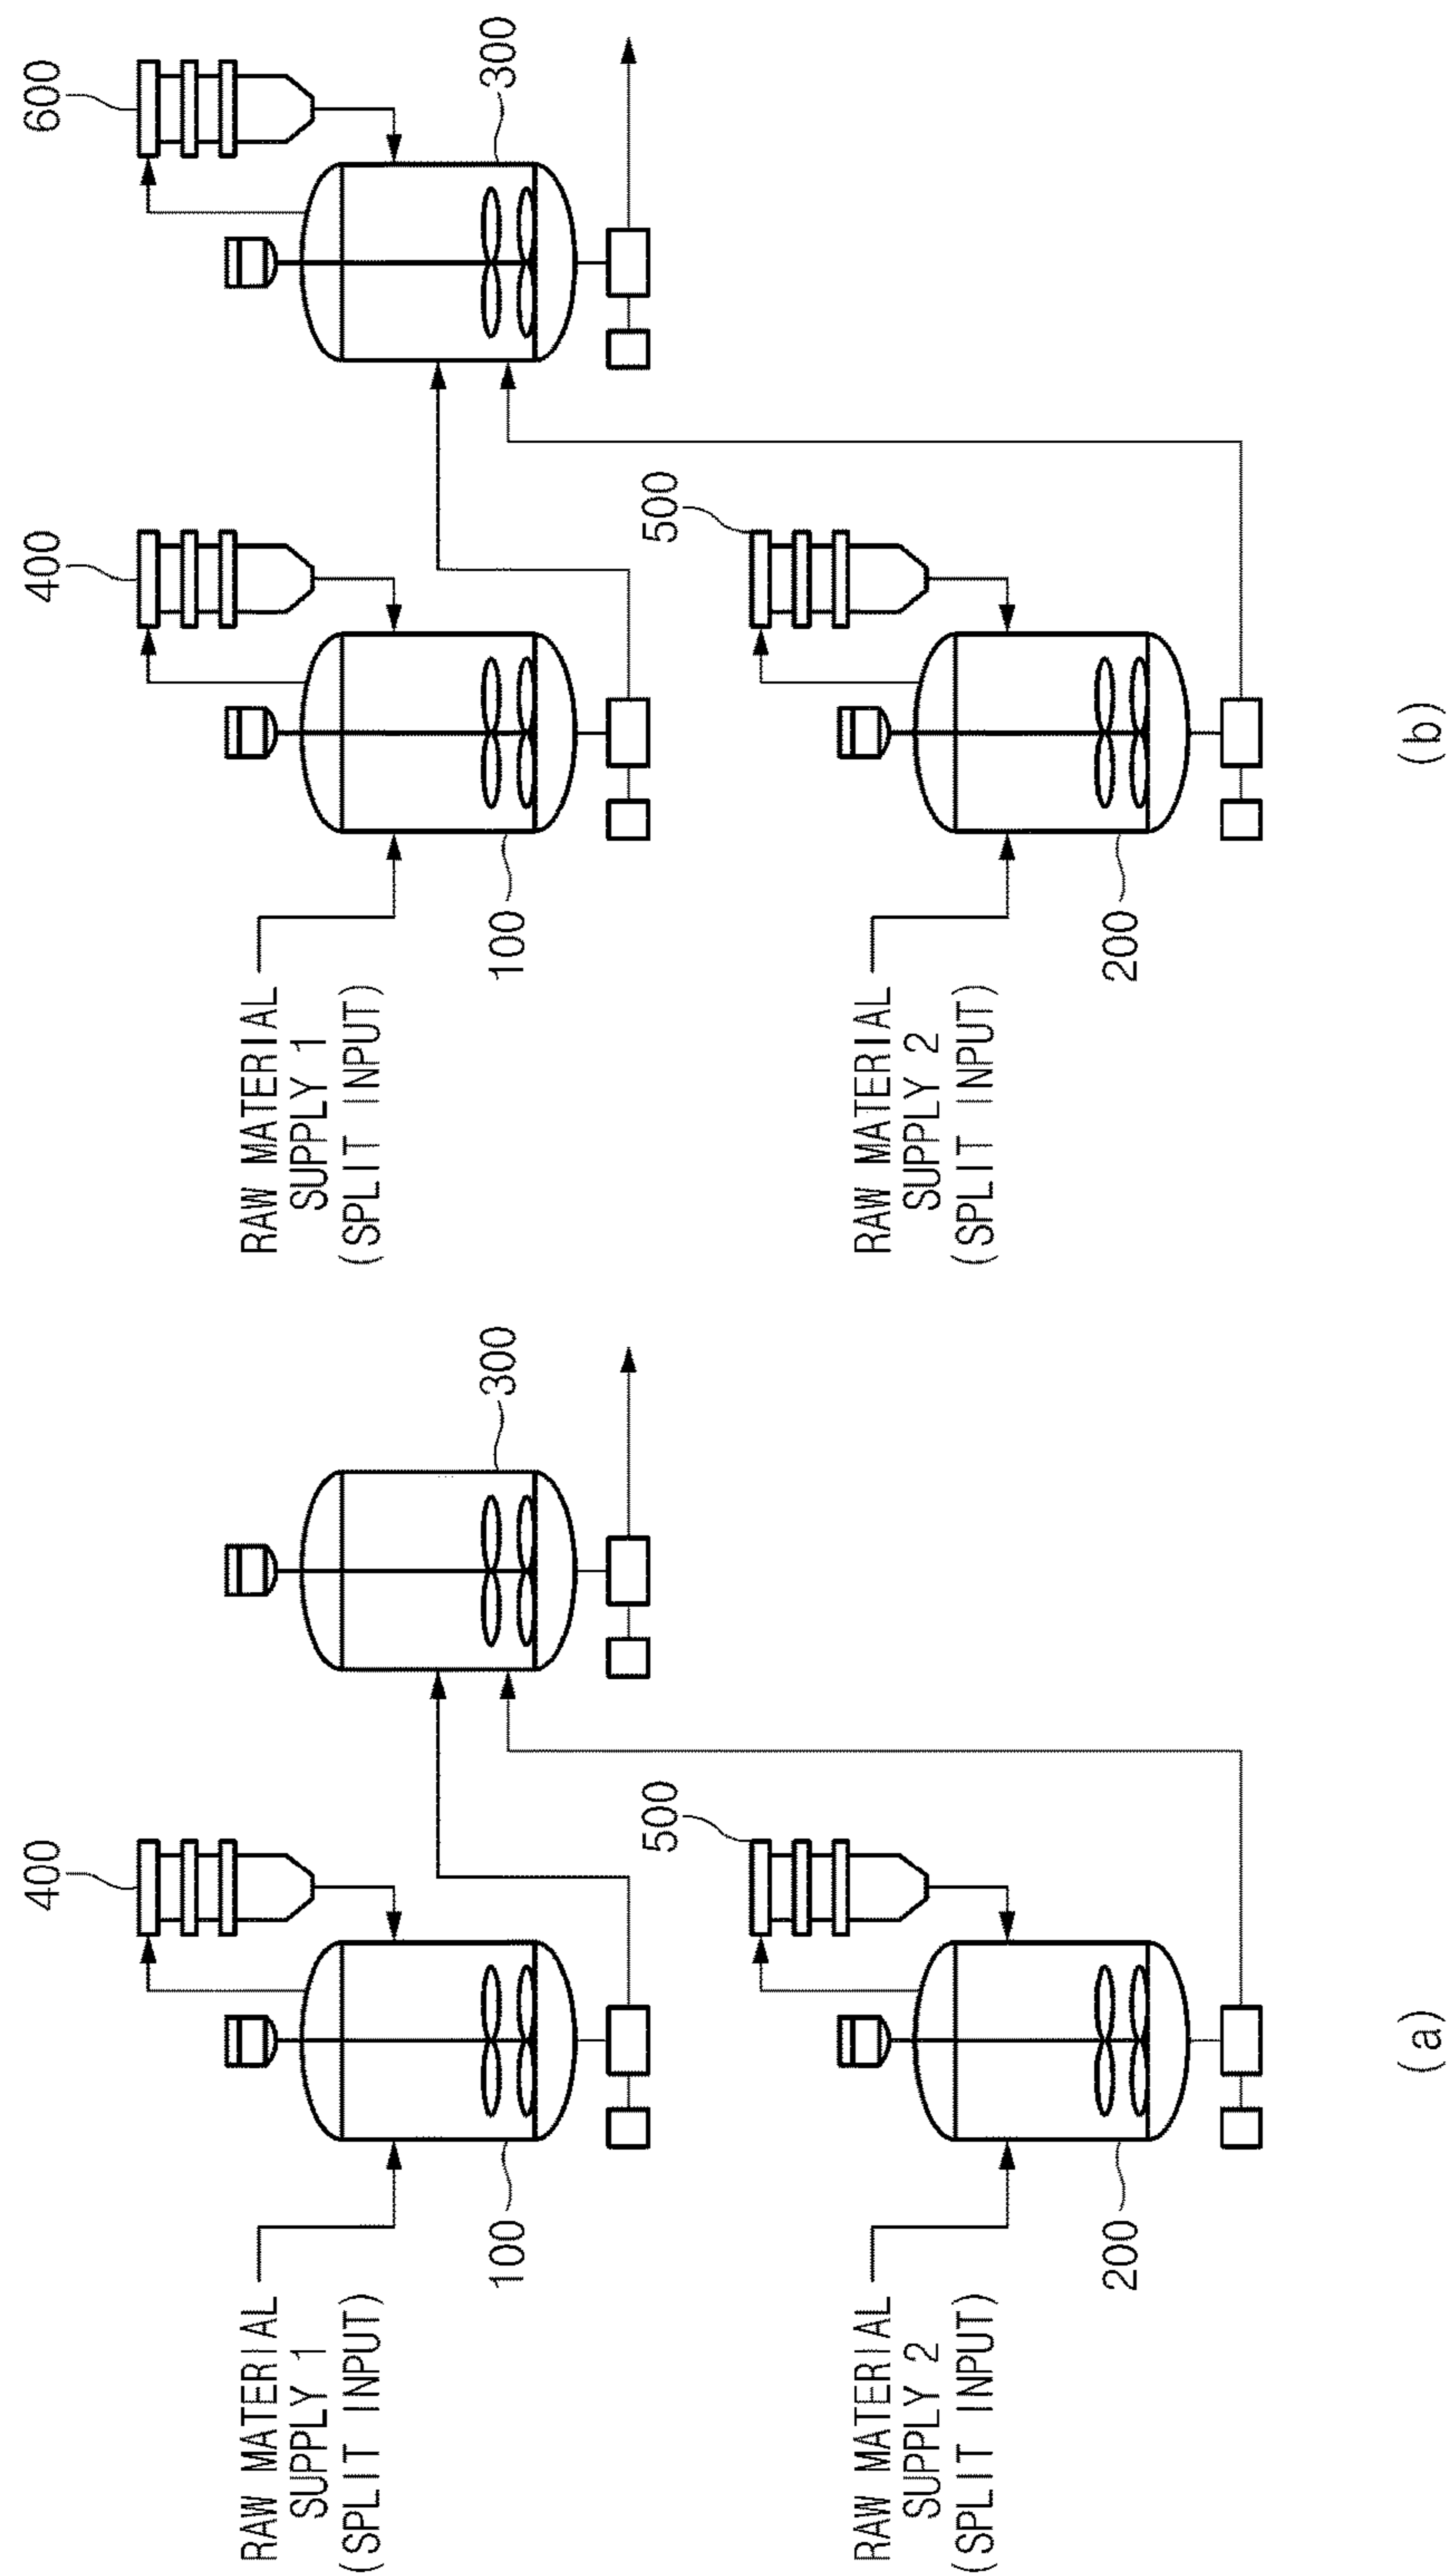 400
300
RAW MATERIAL
SUPPLY 1
(SPLIT INPUT)
100
500
RAW MATERIAL
SUPPLY 2
(SPLIT INPUT)
200
(a)
400
600
300
RAW MATERIAL
SUPPLY 1
(SPLIT INPUT)
100
500
RAW MATERIAL
SUPPLY 2
(SPLIT INPUT)
200
(b)